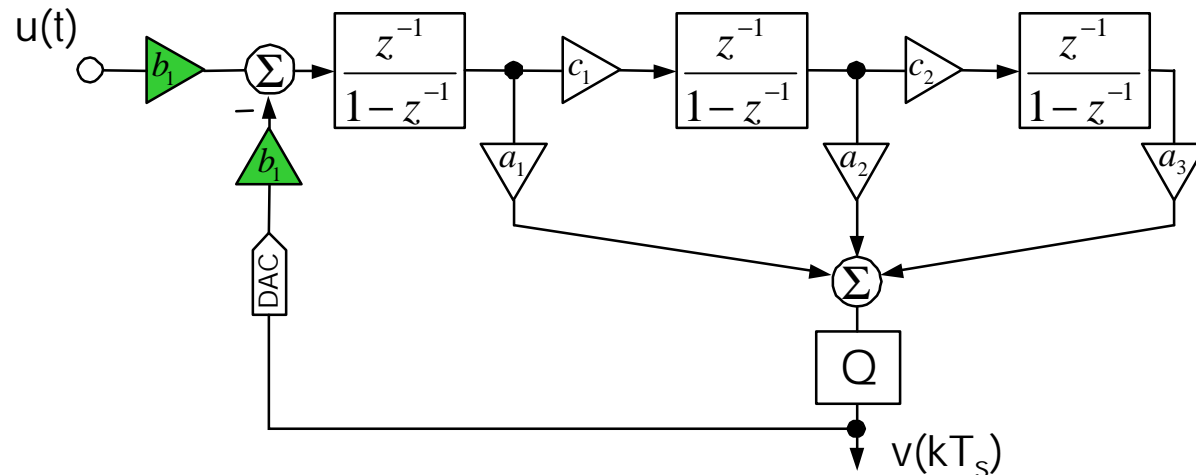 u(t)
b₁
Σ
z⁻¹
1 − z⁻¹
c₁
z⁻¹
1 − z⁻¹
c₂
z⁻¹
1 − z⁻¹
−
b₁
a₁
a₂
a₃
DAC
Σ
Q
v(kTₛ)